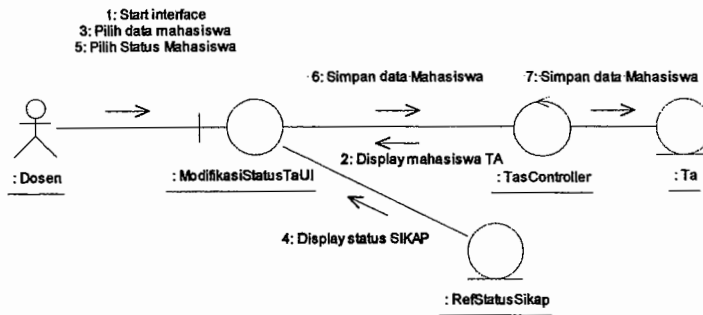 1: Start interface
3: Pilih data mahasiswa
5: Pilih Status Mahasiswa
6: Simpan data Mahasiswa
7: Simpan data Mahasiswa
2: Display mahasiswa TA
: Dosen
: ModifikasiStatusTaUI
: TasController
: Ta
4: Display status SIKAP
: RefStatusSikap